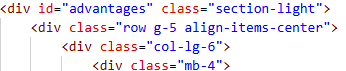 <div id="advantages" class="section-light">
<div class="row g-5 align-items-center">
<div class="col-lg-6">
<div class="mb-4">